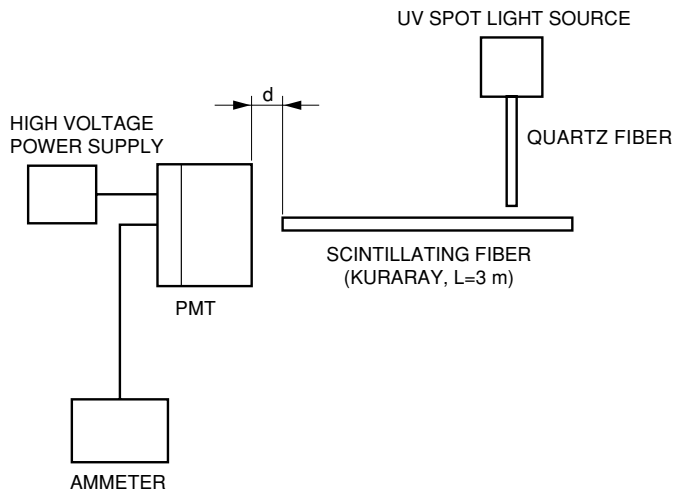 UV SPOT LIGHT SOURCE
d
HIGH VOLTAGE
POWER SUPPLY
QUARTZ FIBER
SCINTILLATING FIBER
(KURARAY, L=3 m)
PMT
AMMETER